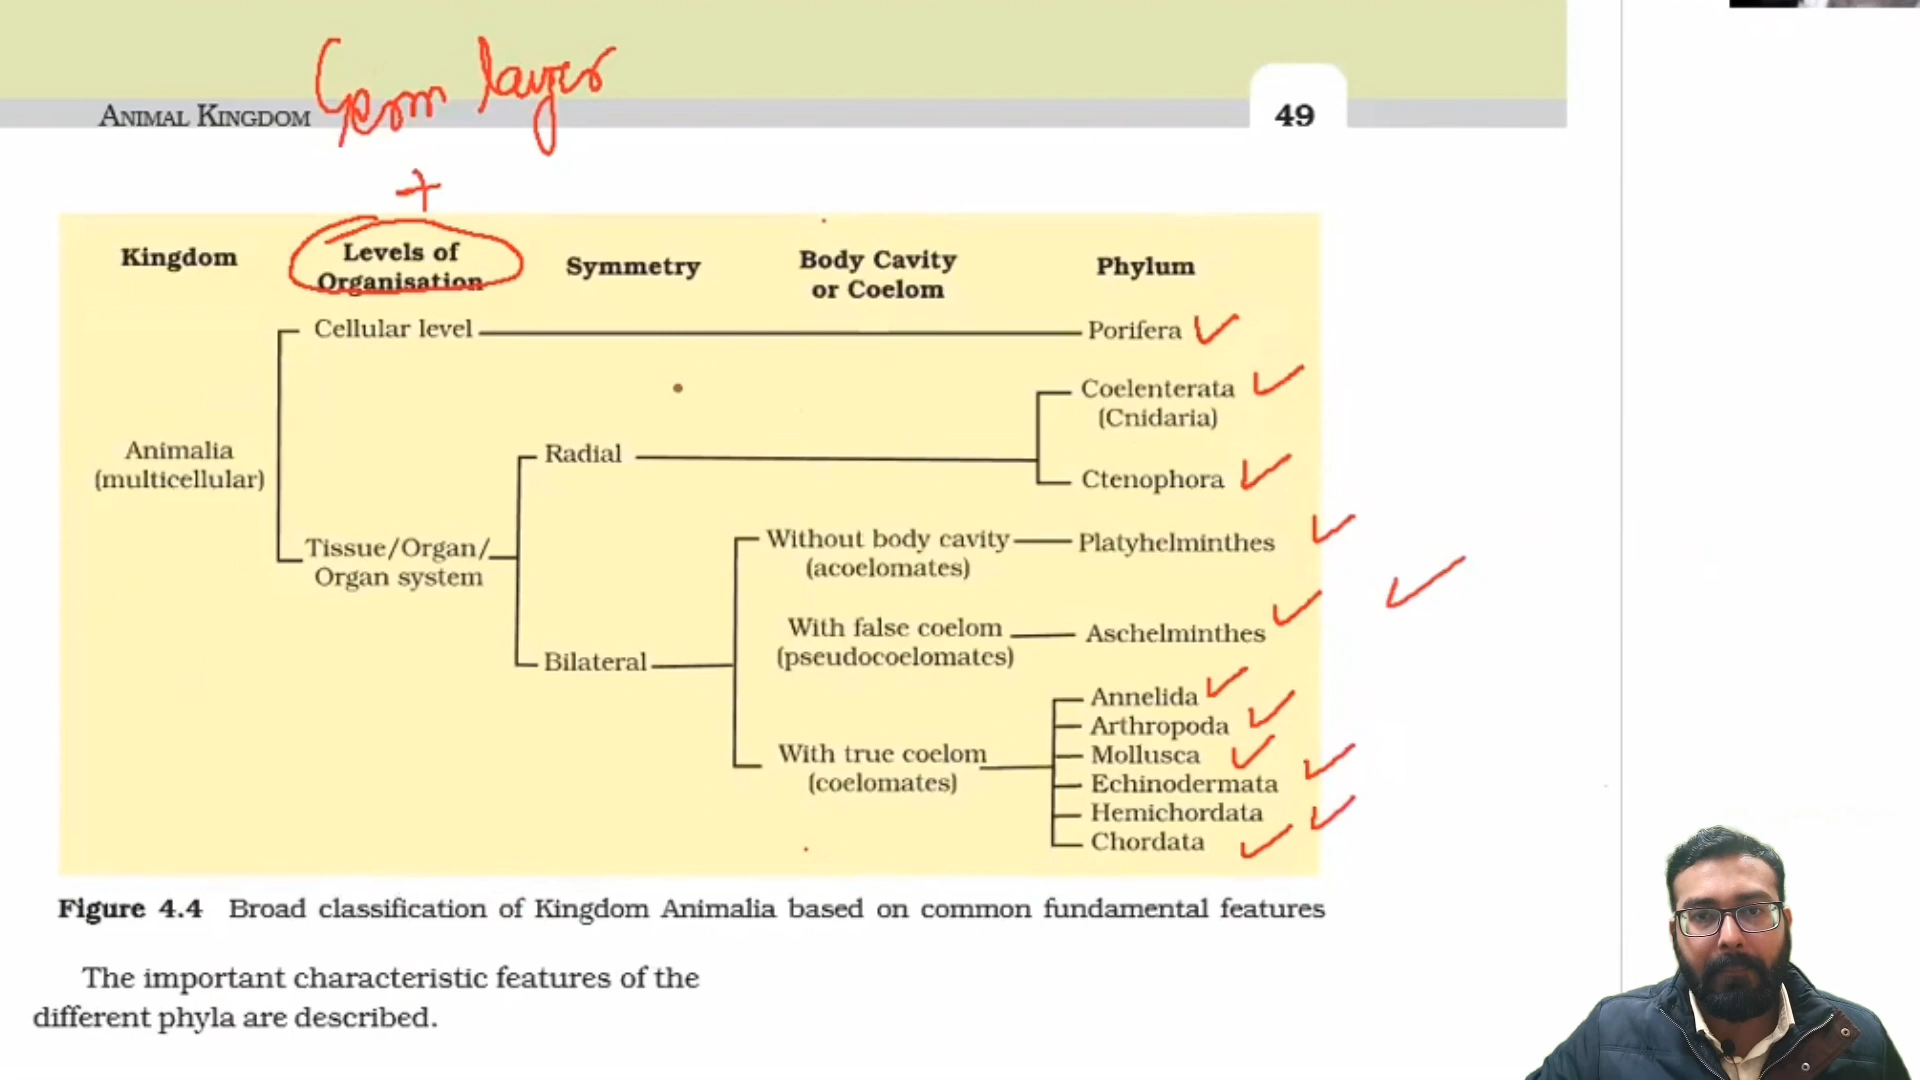 Germ layer
ANIMAL KINGDOM
49
+
Kingdom
Levels of
Organisation
Symmetry
Body Cavity
or Coelom
Phylum
Cellular level
Porifera
Coelenterata
(Cnidaria)
Animalia
(multicellular)
Radial
Ctenophora
Tissue/Organ/
Organ system
Without body cavity
(acoelomates)
Platyhelminthes
With false coelom
(pseudocoelomates)
Aschelminthes
Bilateral
Annelida
Arthropoda
With true coelom
(coelomates)
Mollusca
Echinodermata
Hemichordata
Chordata
Figure 4.4 Broad classification of Kingdom Animalia based on common fundamental features
The important characteristic features of the
different phyla are described.